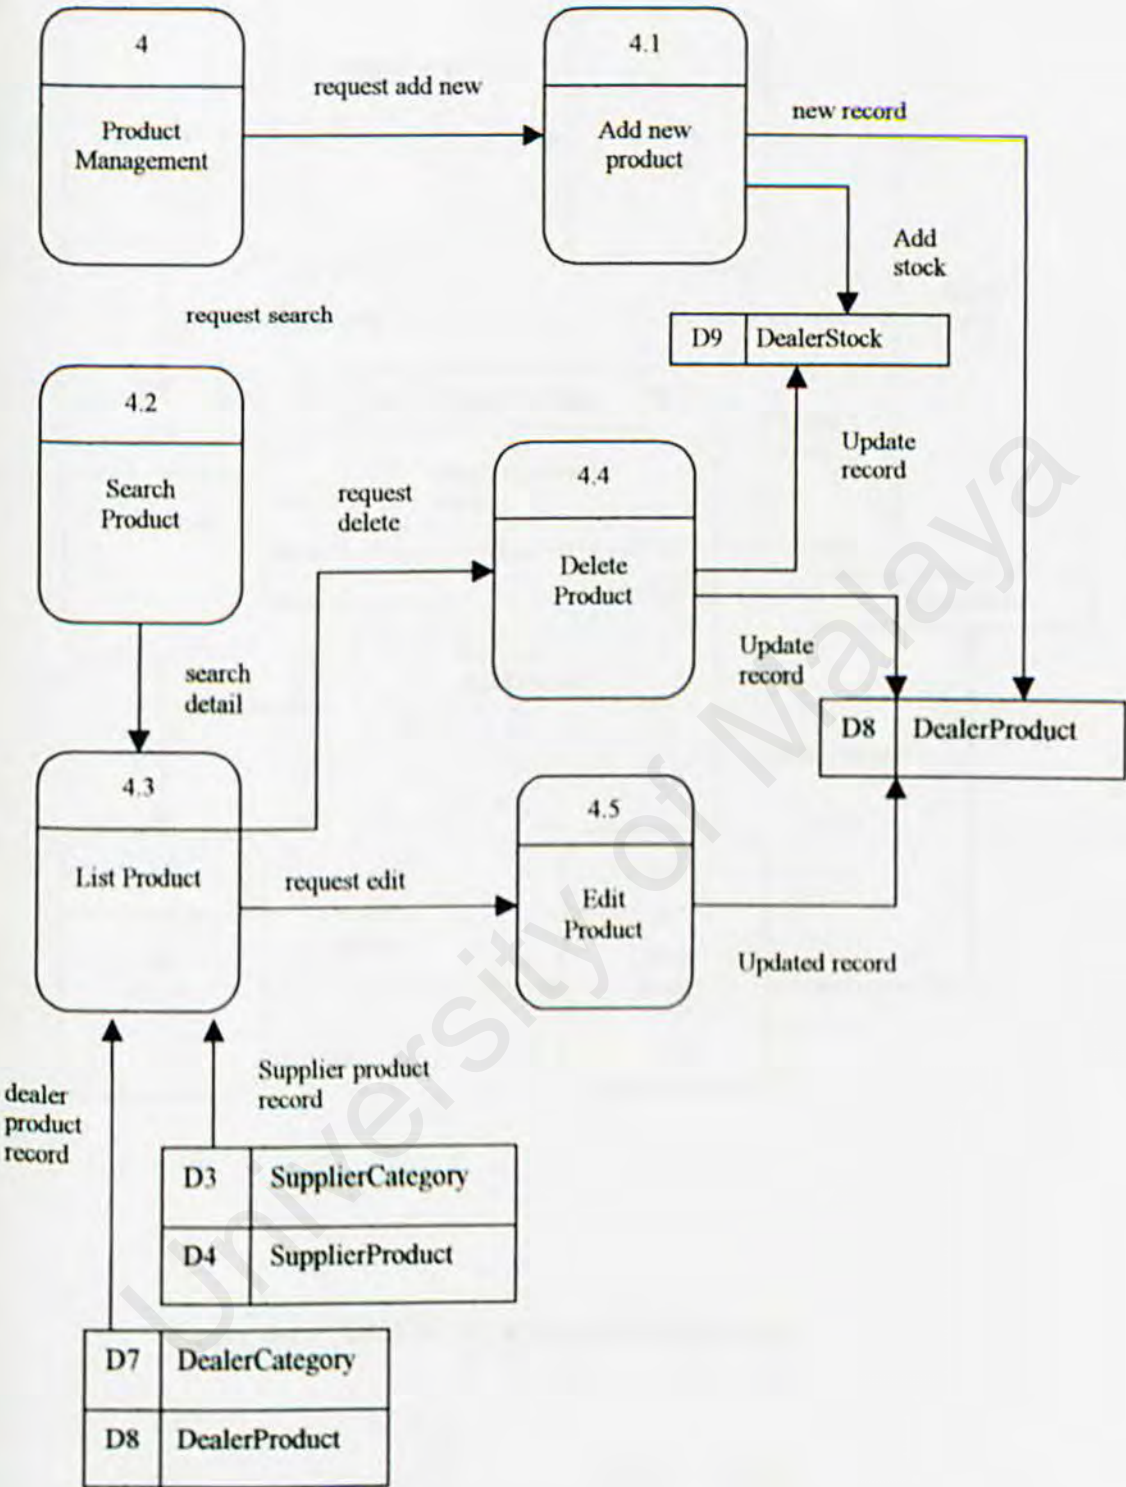 4
Product
Management
request add new
4.1
Add new
product
new record
Add
stock
request search
D9 DealerStock
4.2
Search
Product
request
delete
4.4
Delete
Product
Update
record
search
detail
Update
record
D8 DealerProduct
4.3
List Product
request edit
4.5
Edit
Product
Updated record
dealer
product
record
Supplier product
record
D3 SupplierCategory
D4 SupplierProduct
D7 DealerCategory
D8 DealerProduct
University of Malaya